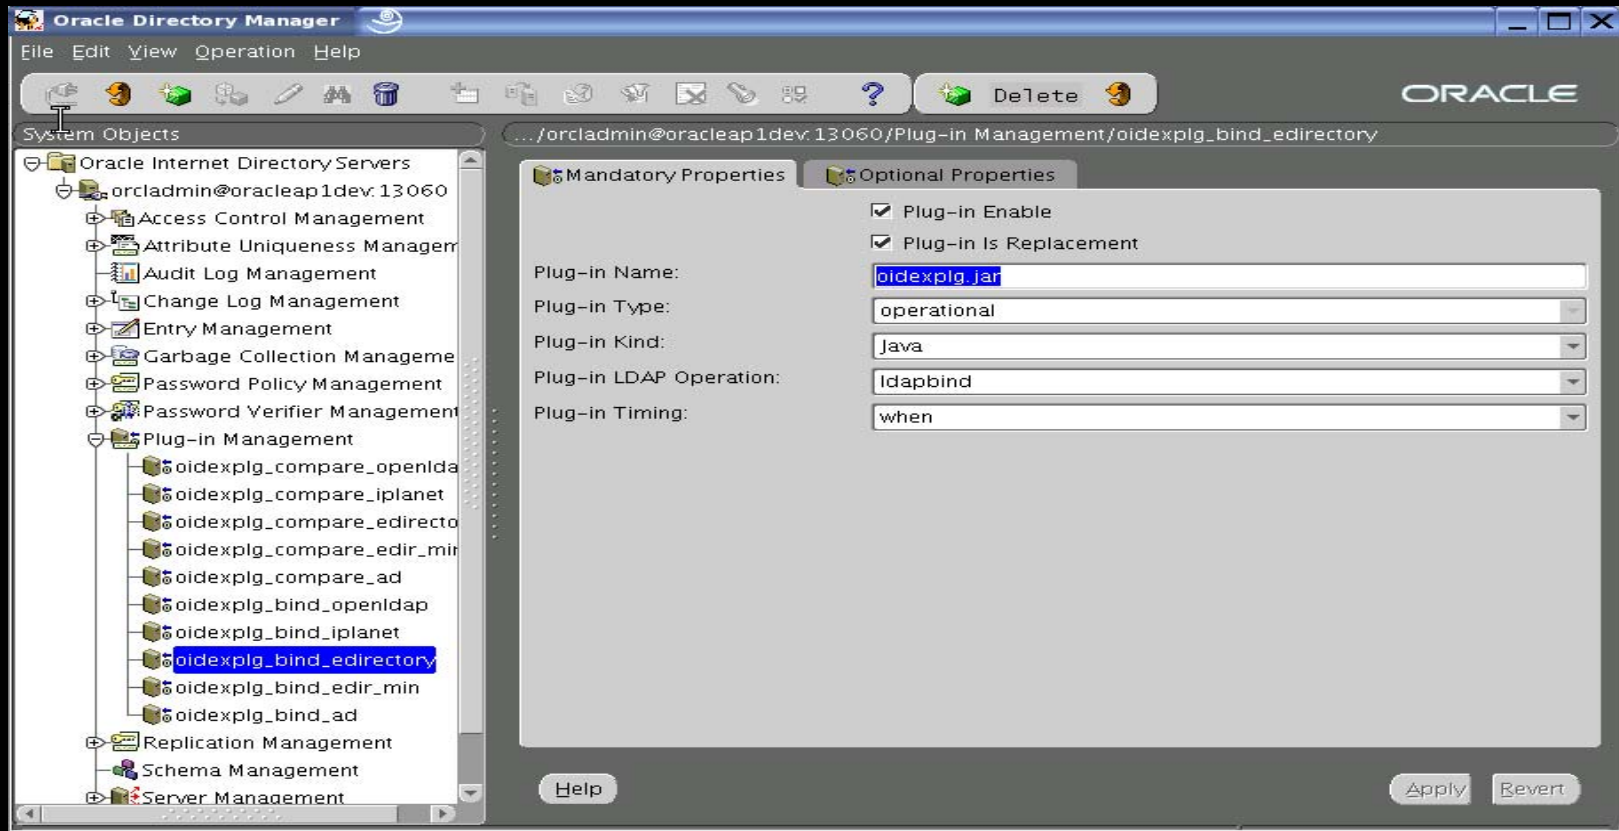 Oracle Directory Manager
File Edit View Operation Help
Delete
ORACLE
System Objects
.../orcladmin@oracleap1dev:13060/Plug-in Management/oidexplg_bind_edirectory
Oracle Internet Directory Servers
orcladmin@oracleap1dev:13060
Access Control Management
Attribute Uniqueness Managem
Audit Log Management
Change Log Management
Entry Management
Garbage Collection Manageme
Password Policy Management
Password Verifier Management
Plug-in Management
oidexplg_compare_openlda
oidexplg_compare_iplanet
oidexplg_compare_edirecto
oidexplg_compare_edir_min
oidexplg_compare_ad
oidexplg_bind_openldap
oidexplg_bind_iplanet
oidexplg_bind_edirectory
oidexplg_bind_edir_min
oidexplg_bind_ad
Replication Management
Schema Management
Server Management
Mandatory Properties Optional Properties
Plug-in Enable
Plug-in Is Replacement
Plug-in Name: oidexplg.jar
Plug-in Type: operational
Plug-in Kind: Java
Plug-in LDAP Operation: ldapbind
Plug-in Timing: when
Help Apply Revert